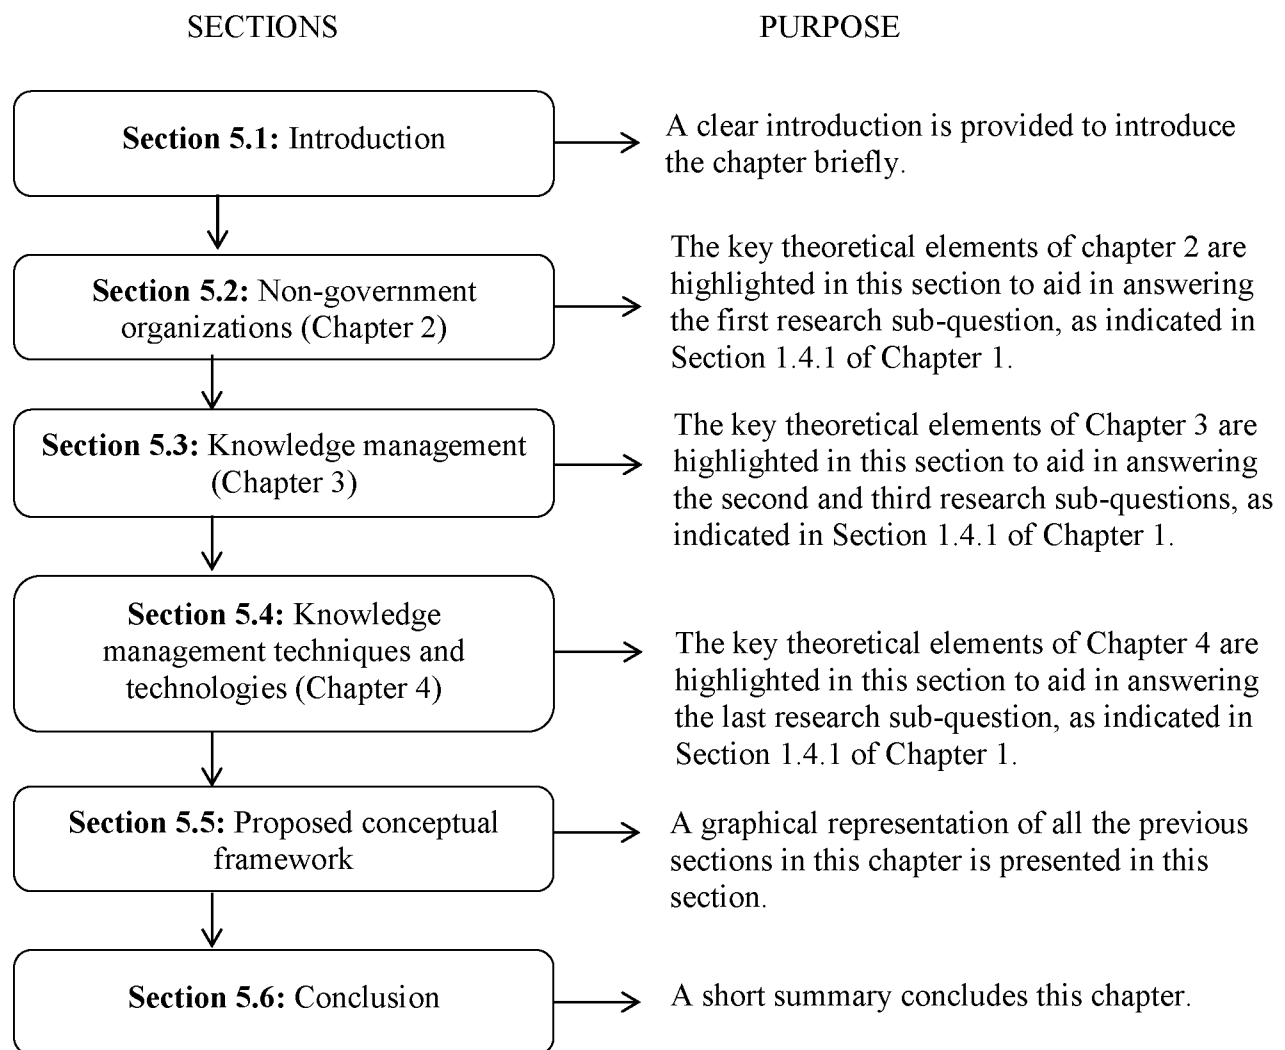 SECTIONS
PURPOSE
Section 5.1: Introduction
A clear introduction is provided to introduce
the chapter briefly.
Section 5.2: Non-government
organizations (Chapter 2)
The key theoretical elements of chapter 2 are
highlighted in this section to aid in answering
the first research sub-question, as indicated in
Section 1.4.1 of Chapter 1.
Section 5.3: Knowledge management
(Chapter 3)
The key theoretical elements of Chapter 3 are
highlighted in this section to aid in answering
the second and third research sub-questions, as
indicated in Section 1.4.1 of Chapter 1.
Section 5.4: Knowledge
management techniques and
technologies (Chapter 4)
The key theoretical elements of Chapter 4 are
highlighted in this section to aid in answering
the last research sub-question, as indicated in
Section 1.4.1 of Chapter 1.
Section 5.5: Proposed conceptual
framework
A graphical representation of all the previous
sections in this chapter is presented in this
section.
Section 5.6: Conclusion
A short summary concludes this chapter.